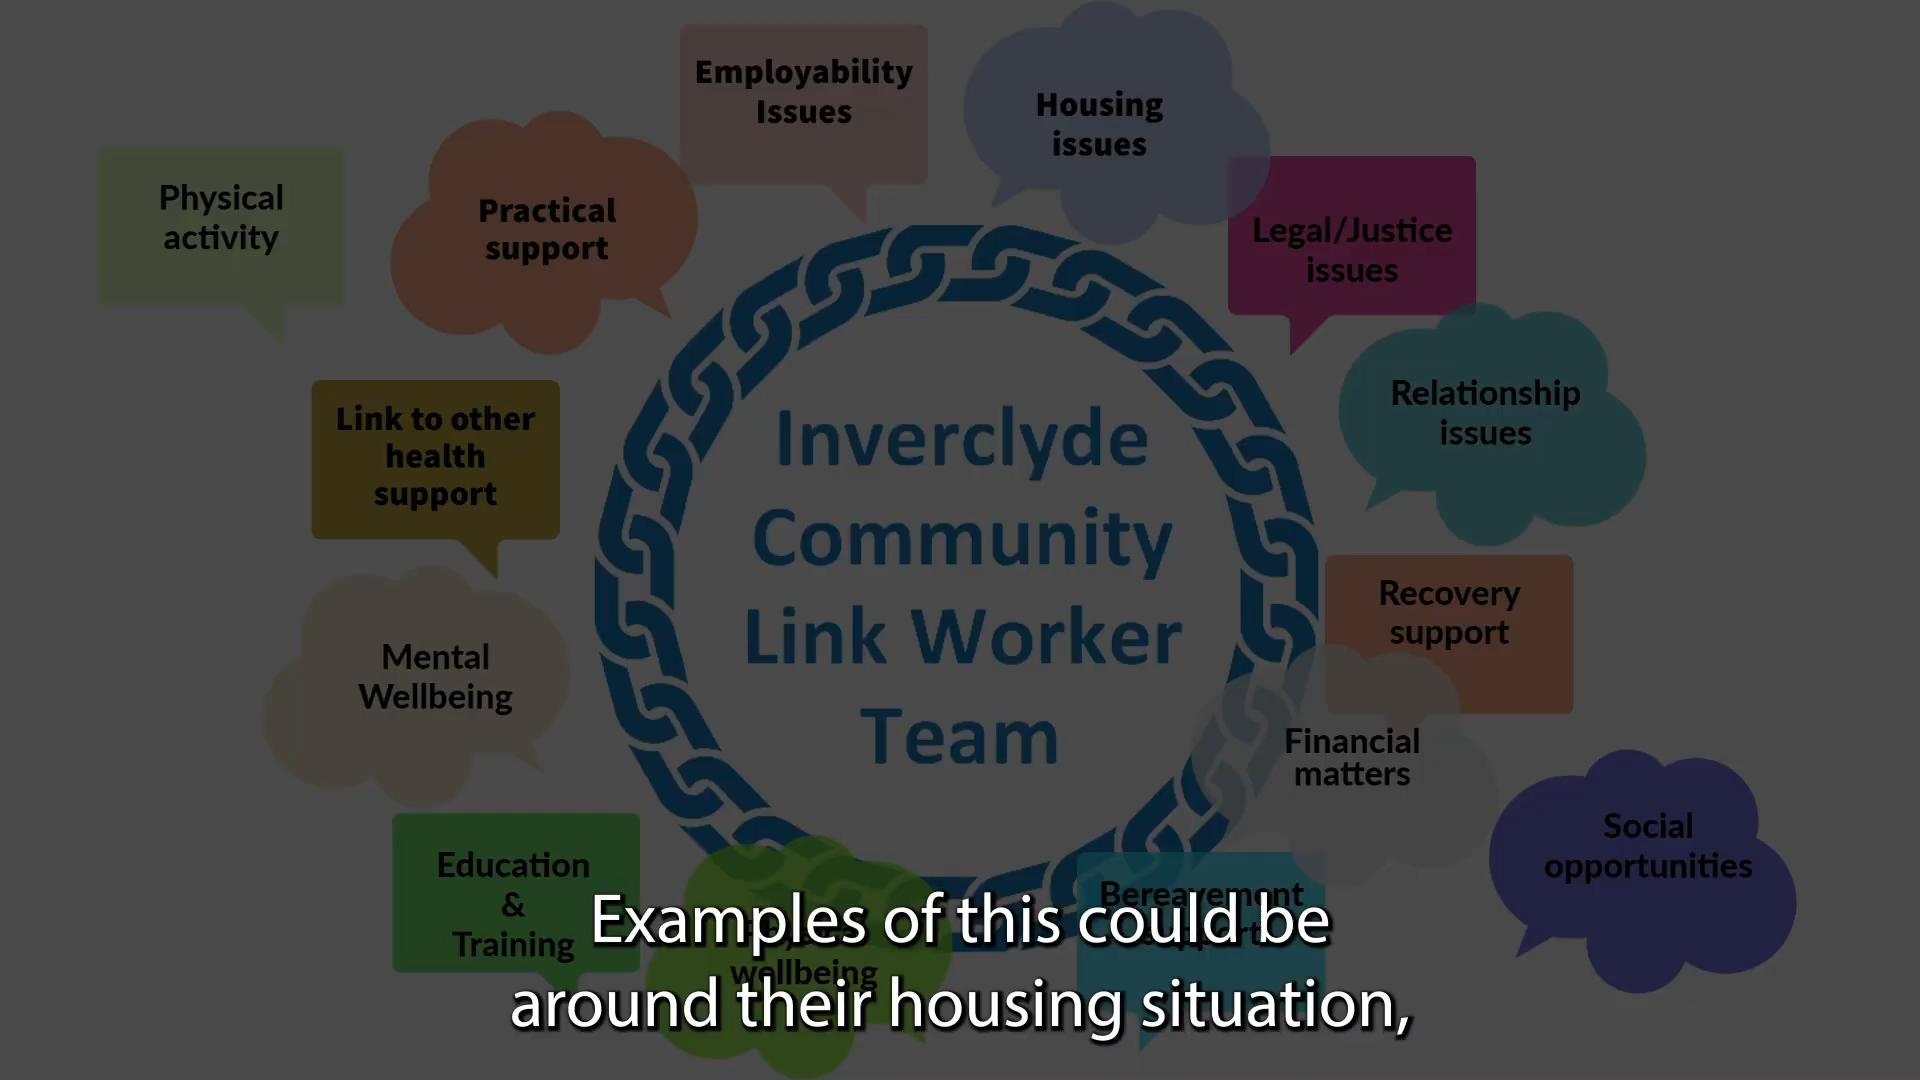 Employability
Issues
Housing
issues
Physical
activity
Practical
support
Legal/Justice
issues
Link to other
health
support
Relationship
issues
Inverclyde
Community
Link Worker
Team
Recovery
support
Mental
Wellbeing
Financial
matters
Social
opportunities
Education
&
Training
wellbeing
Bereavement
Examples of this could be
around their housing situation,